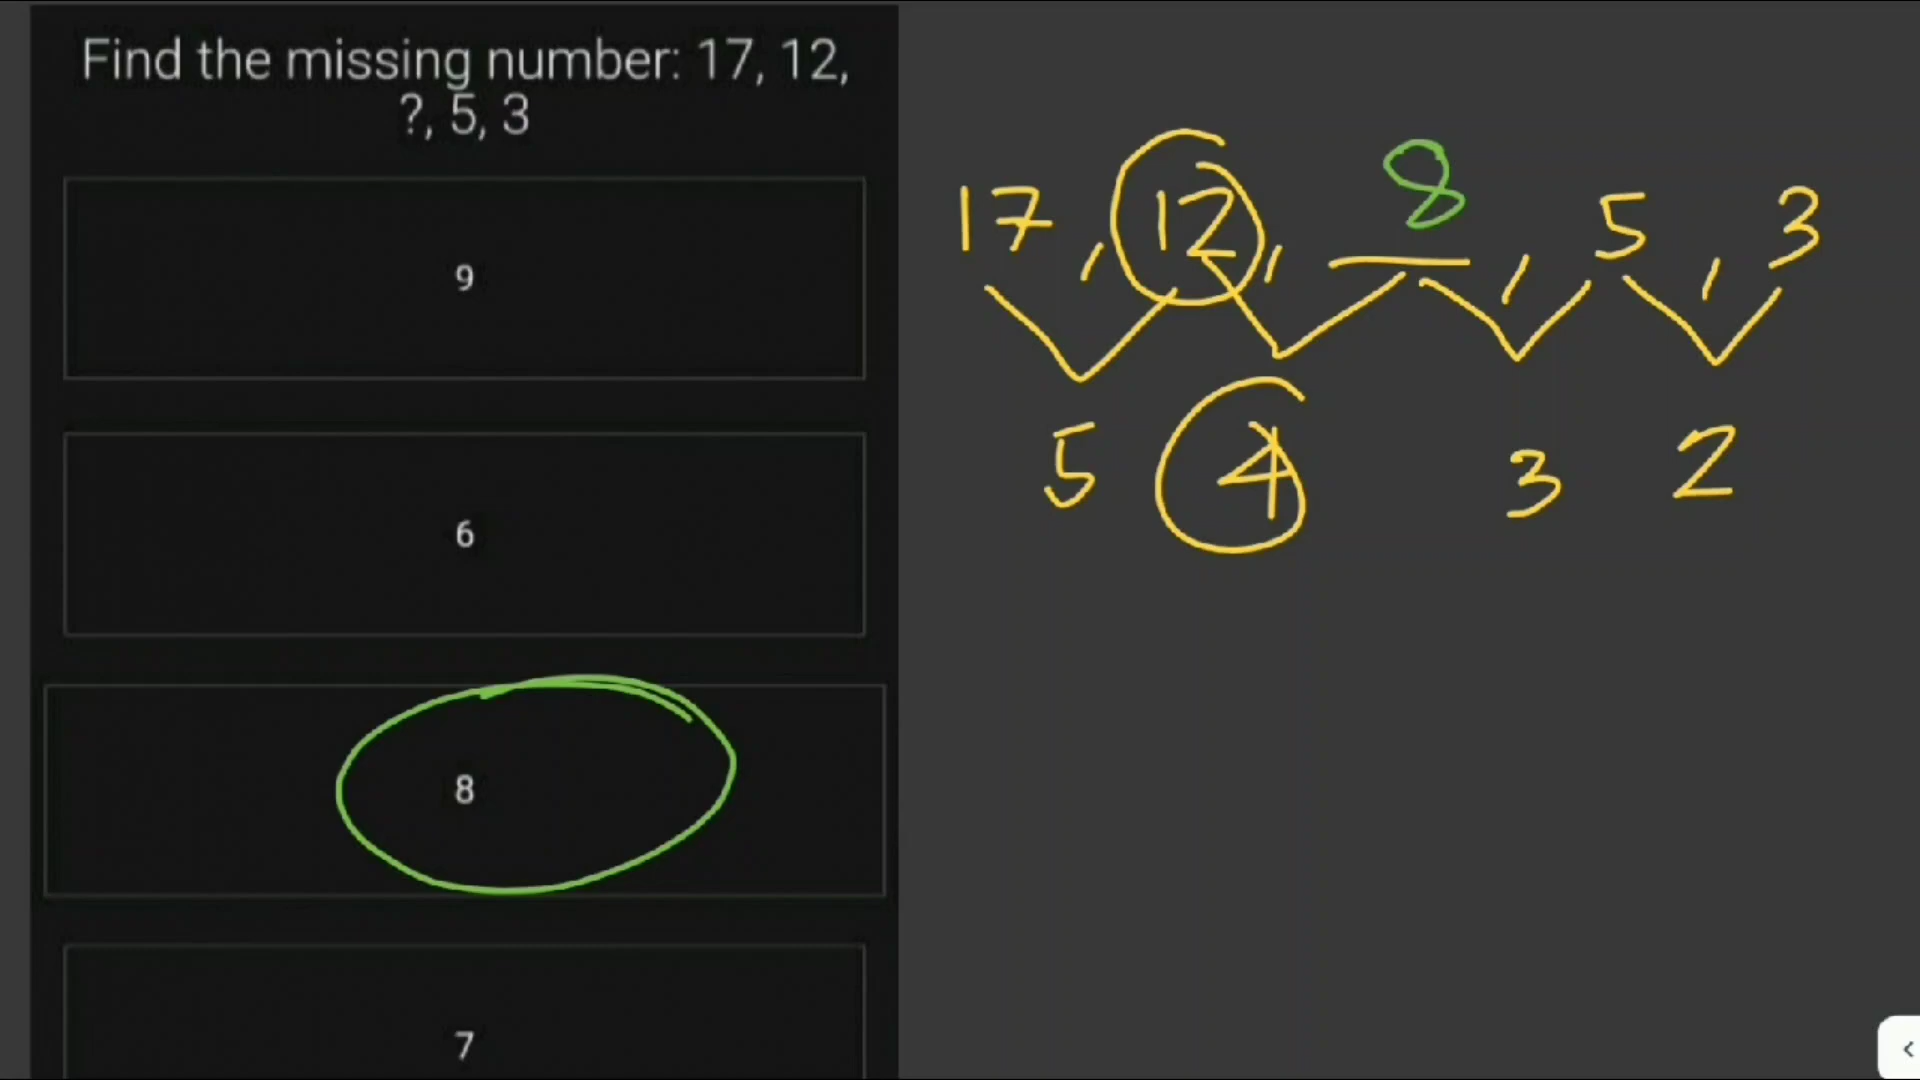 Find the missing number: 17, 12,
?, 5, 3
9
6
8
7
17, 12, 8, 5, 3
5 4 3 2
<